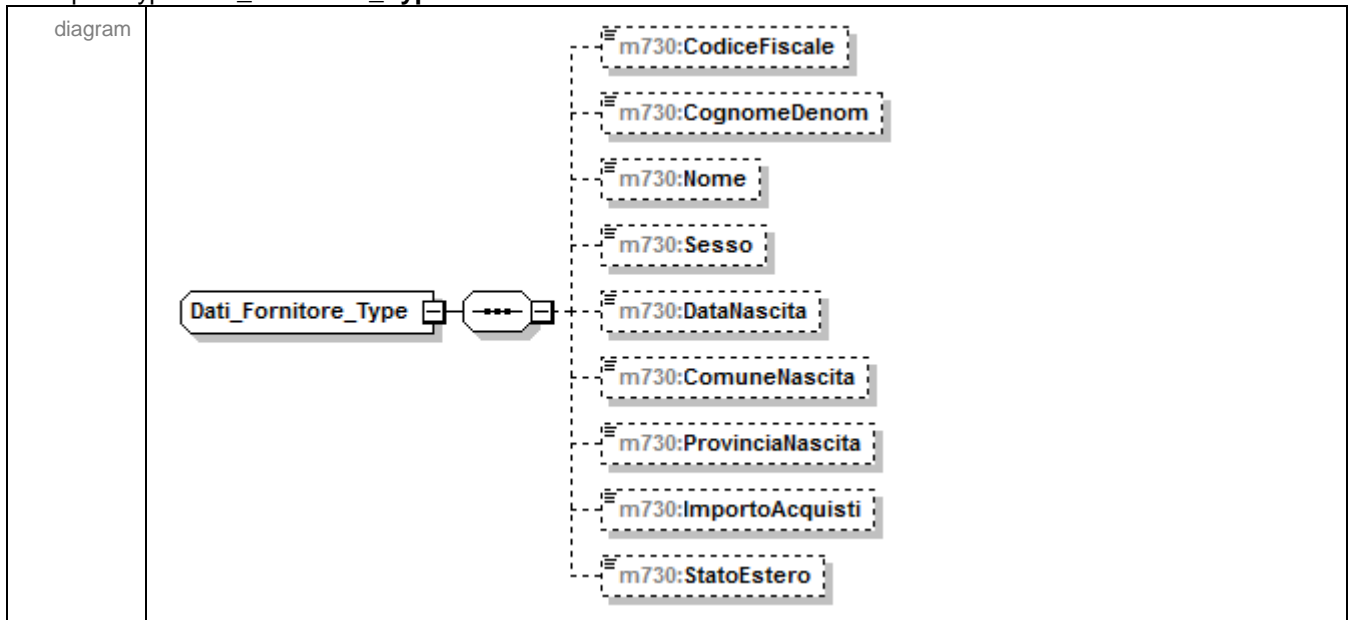 diagram
m730:CodiceFiscale
m730:CognomeDenom
m730:Nome
m730:Sesso
Dati_Fornitore_Type
m730:DataNascita
m730:ComuneNascita
m730:ProvinciaNascita
m730:ImportoAcquisti
m730:StatoEstero